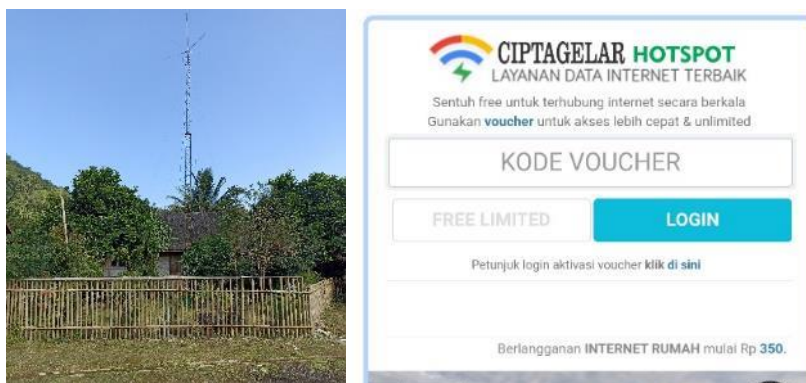 CIPTAGELAR HOTSPOT
LAYANAN DATA INTERNET TERBAIK
Sentuh free untuk terhubung internet secara berkala
Gunakan voucher untuk akses lebih cepat & unlimited
KODE VOUCHER
FREE LIMITED
LOGIN
Petunjuk login aktivasi voucher klik di sini
Berlangganan INTERNET RUMAH mulai Rp 350.